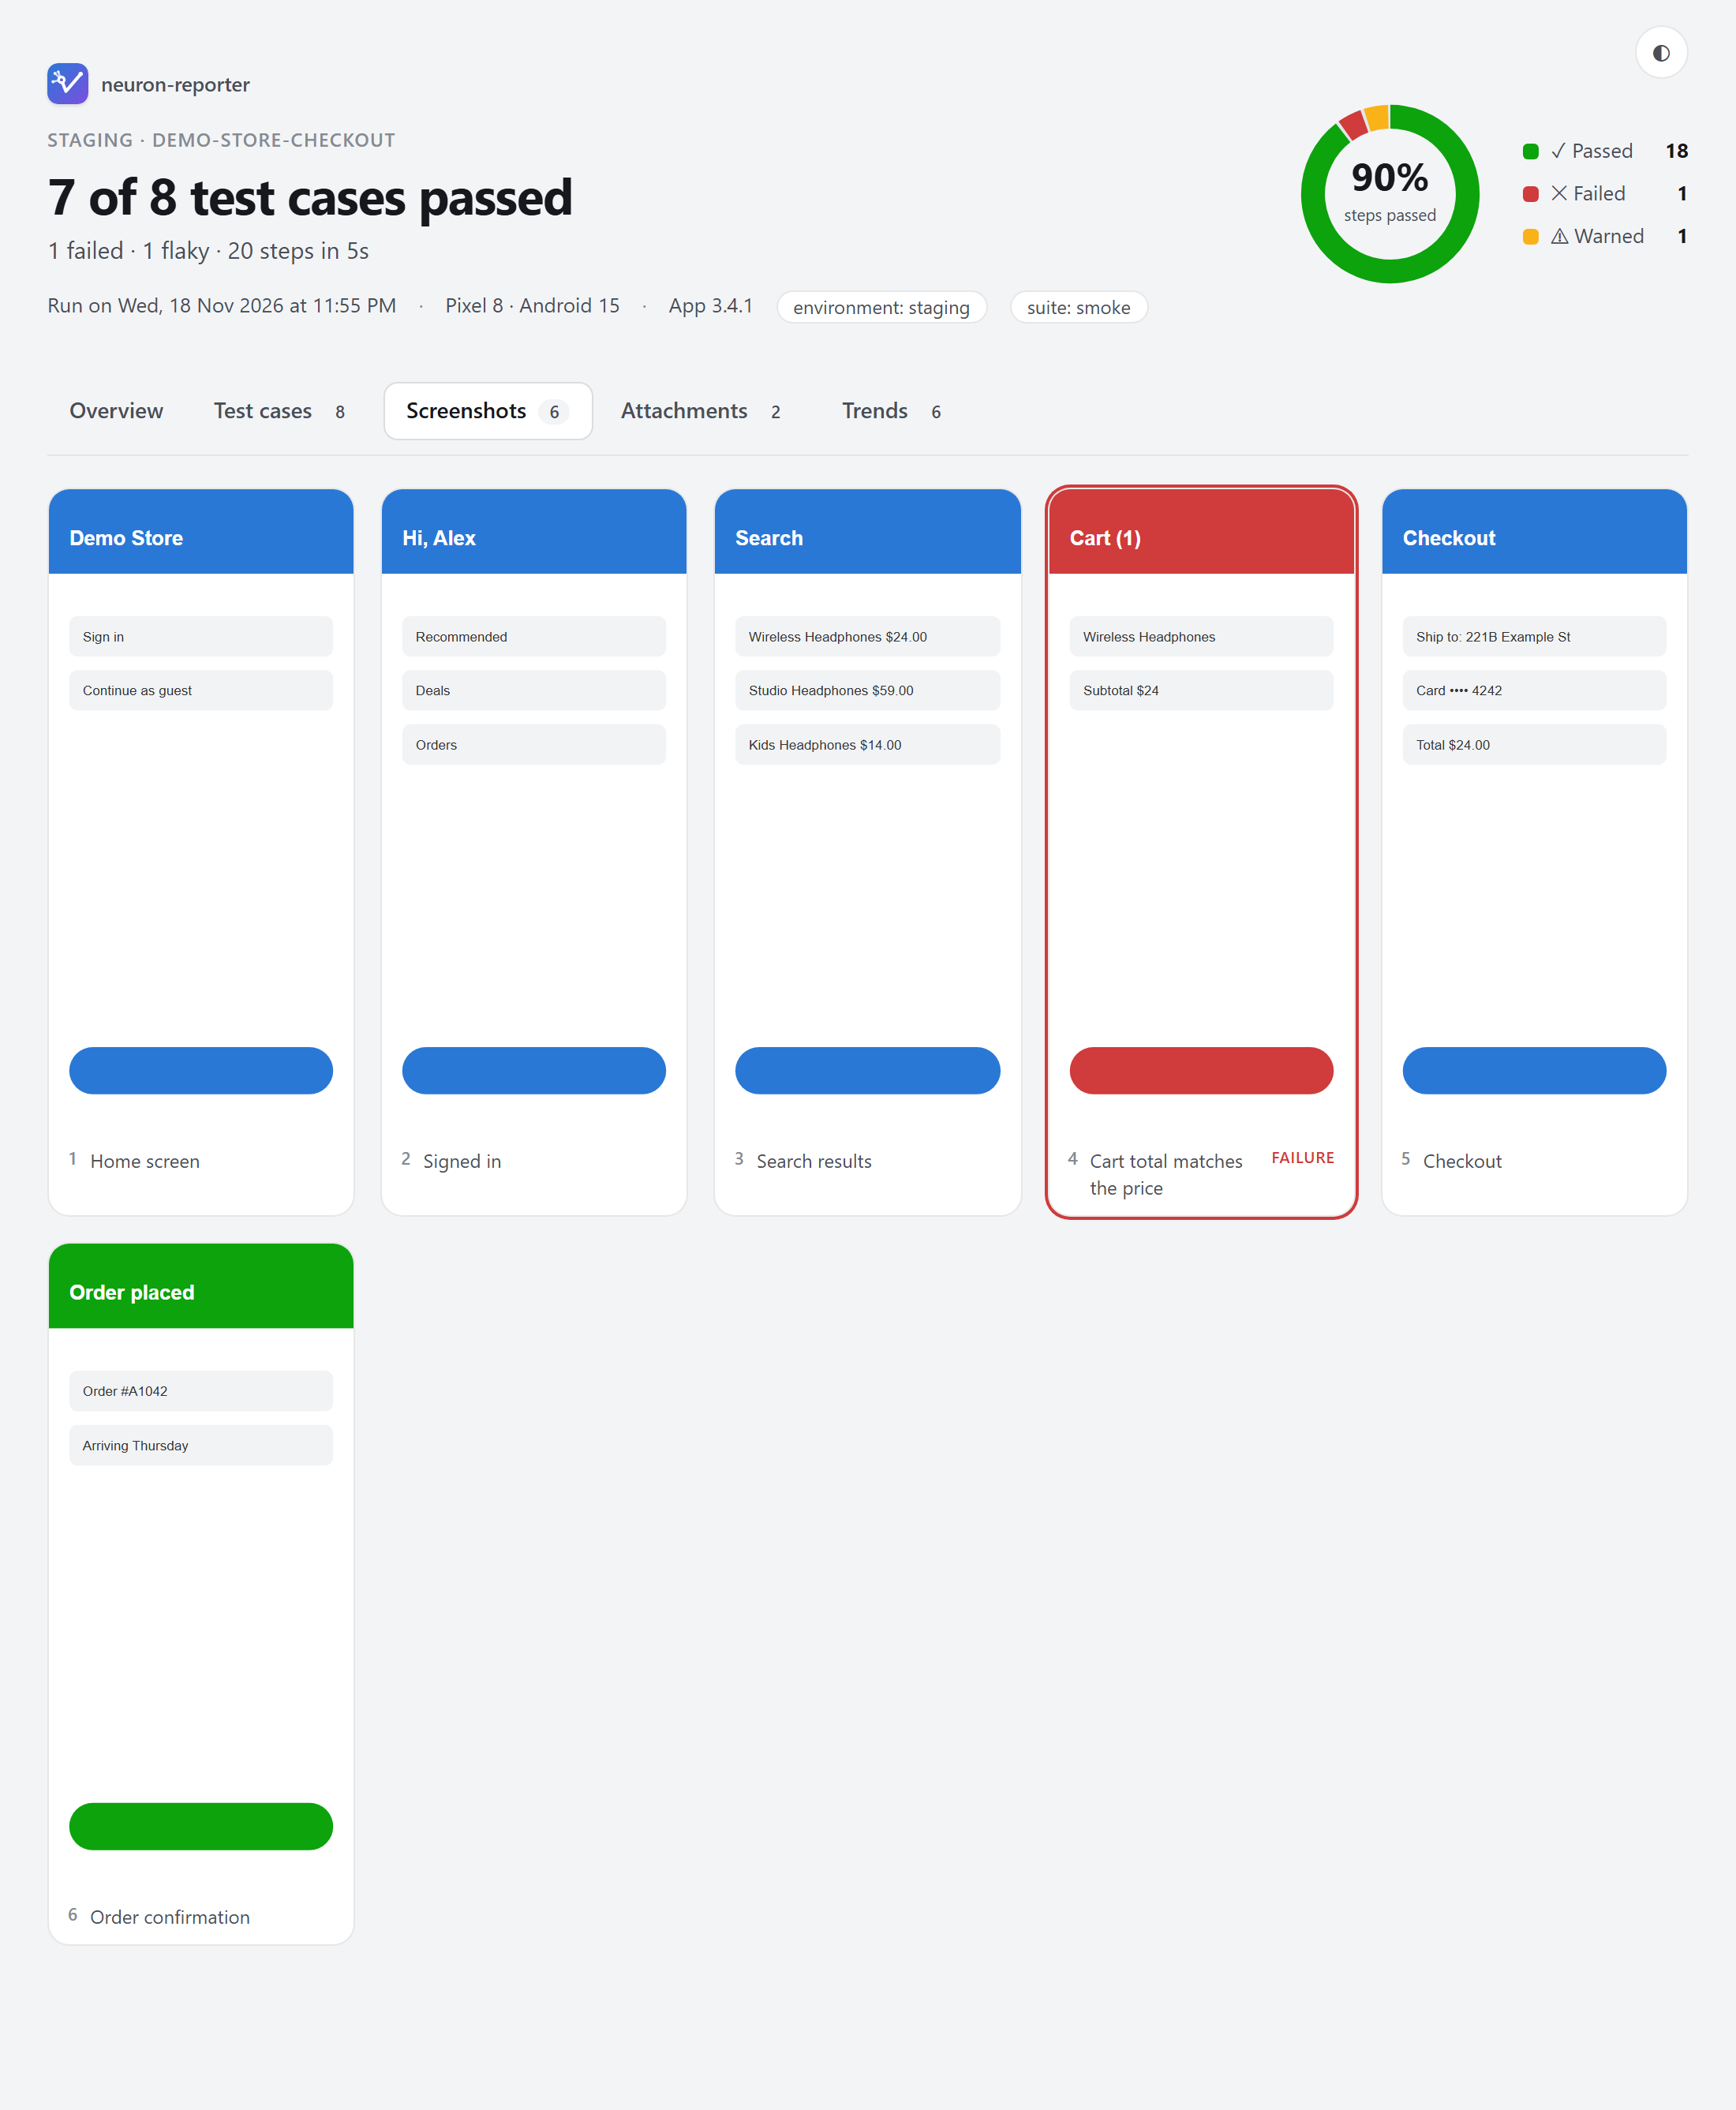 neuron-reporter
STAGING · DEMO-STORE-CHECKOUT
7 of 8 test cases passed
1 failed · 1 flaky · 20 steps in 5s
Run on Wed, 18 Nov 2026 at 11:55 PM · Pixel 8 · Android 15 · App 3.4.1 environment: staging suite: smoke
90%
steps passed
✓ Passed 18
✕ Failed 1
⚠ Warned 1
Overview Test cases 8 Screenshots 6 Attachments 2 Trends 6
Demo Store
Sign in
Continue as guest
1 Home screen
Hi, Alex
Recommended
Deals
Orders
2 Signed in
Search
Wireless Headphones $24.00
Studio Headphones $59.00
Kids Headphones $14.00
3 Search results
Cart (1)
Wireless Headphones
Subtotal $24
4 Cart total matches FAILURE
the price
Checkout
Ship to: 221B Example St
Card •••• 4242
Total $24.00
5 Checkout
Order placed
Order #A1042
Arriving Thursday
6 Order confirmation